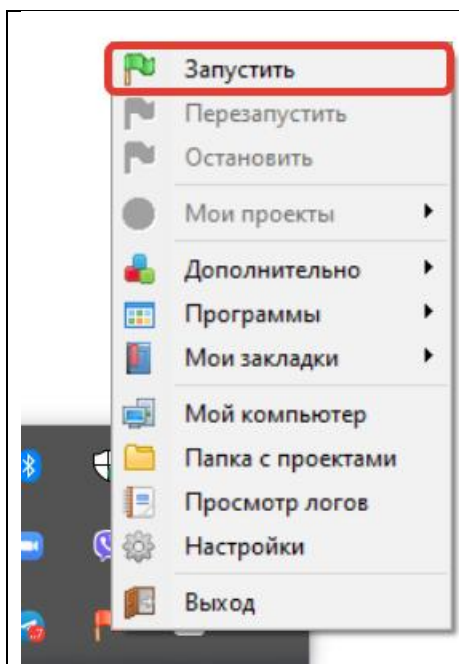 Запустить
Перезапустить
Остановить
Мои проекты
Дополнительно
Программы
Мои закладки
Мой компьютер
Папка с проектами
Просмотр логов
Настройки
Выход